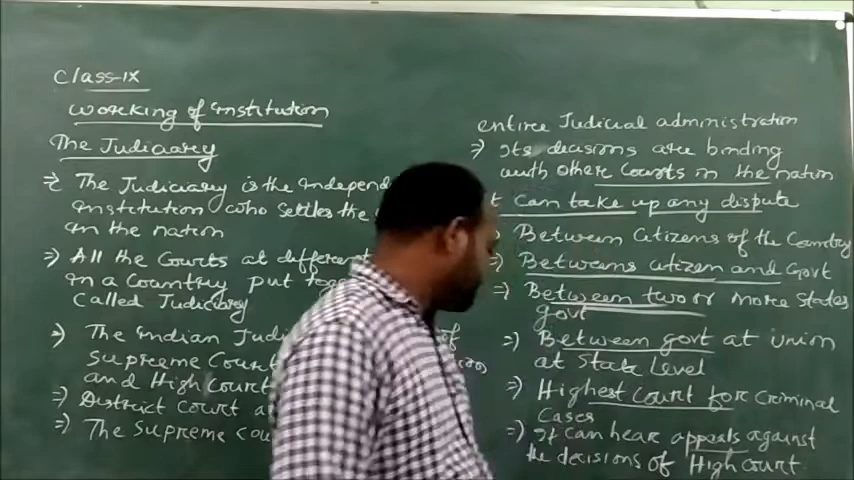 Class-IX
Working of Institution
The Judiciarey
The Judiciary is the Independ
Institution who Settles the
in the nation
All the Courts at different
in a Country put tog
Called Judiciary
The Indian Judi
of
Supreme Court
and High Court
District Court a
The Supreme Cou
entire Judicial administration
Its decisions are binding
with other Courts in the nation
t can take up any dispute
Between citizens of the Country
Betweens citizen and Govt
Between two or more States
govt
Between govt at Union
at State level
Highest Court for Criminal
Cases
It can hear appeals against
the decisions of High Court